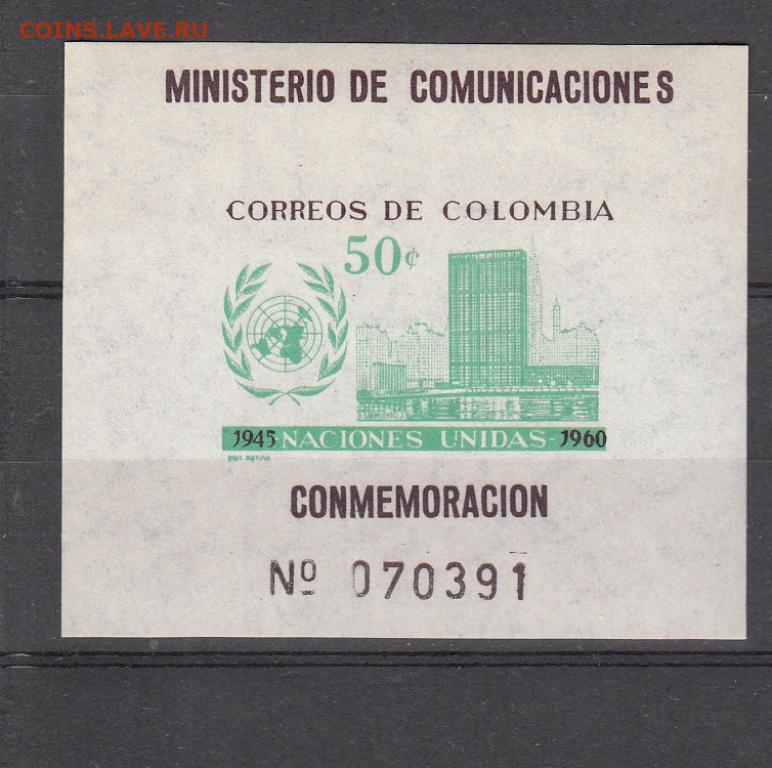 COINS.LAVE.RU
MINISTERIO DE COMUNICACIONES
CORREOS DE COLOMBIA
50¢
1945 NACIONES UNIDAS - 1960
CONMEMORACION
Nº 070391